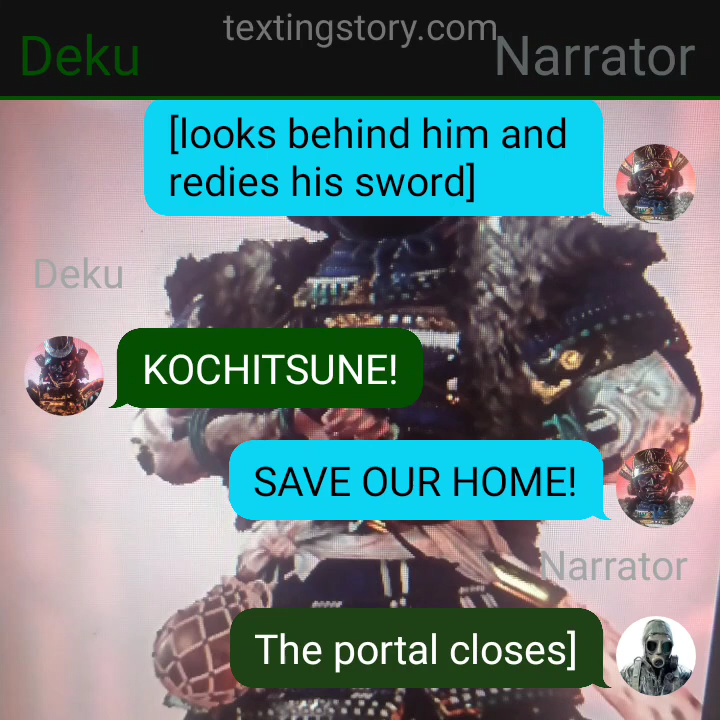 textingstory.com
Deku
Narrator
[looks behind him and
redies his sword]
Deku
KOCHITSUNE!
SAVE OUR HOME!
Narrator
The portal closes]